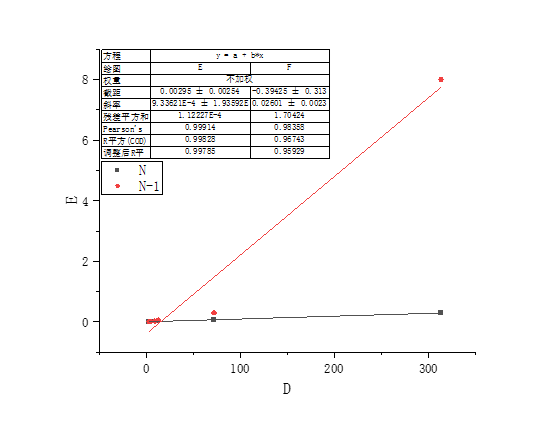 方程 y = a + b*x
绘图 E F
权重 不加权
截距 0.00295 ± 0.00254 -0.39425 ± 0.313
斜率 9.33621E-4 ± 1.93592E 0.02601 ± 0.0023
残差平方和 1.12227E-4 1.70424
Pearson's 0.99914 0.98358
R平方(COD) 0.99828 0.96743
调整后R平 0.99785 0.95929
N
N-1
8
6
4
2
0
E
0 100 200 300
D